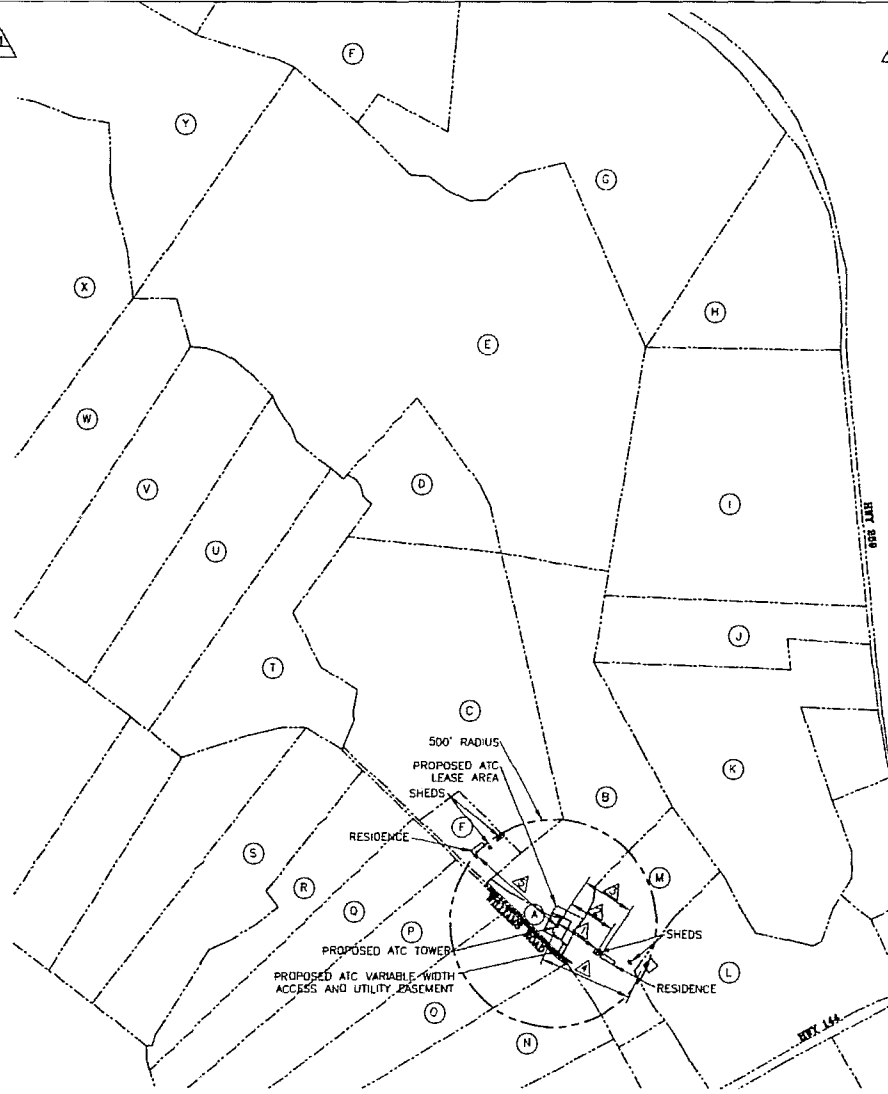 F
Y
G
X
H
E
W
D
V
I
HWY 259
U
J
T
C
500' RADIUS
PROPOSED ATC
LEASE AREA
SHEDS
K
B
F
RESIDENCE
S
M
R
Q
A
P
SHEDS
PROPOSED ATC TOWER
PROPOSED ATC VARIABLE WIDTH
ACCESS AND UTILITY EASEMENT
L
RESIDENCE
O
HWY 144
N